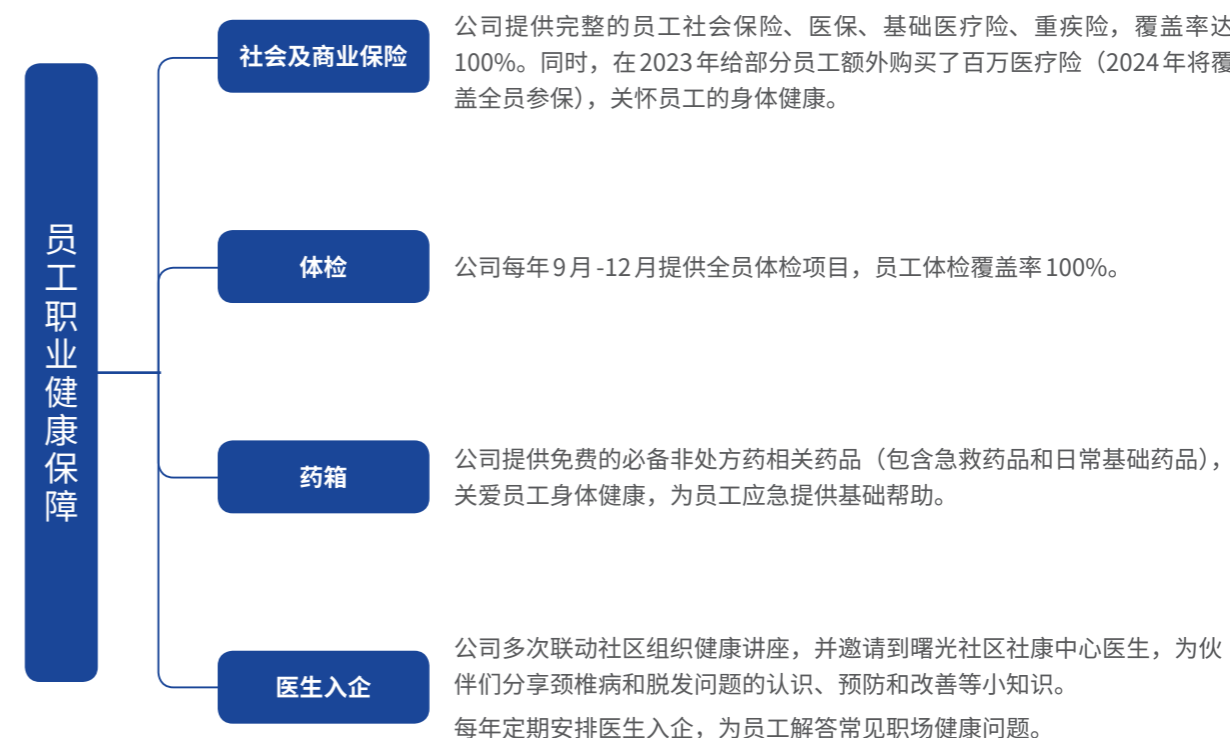 员工职业健康保障
社会及商业保险
公司提供完整的员工社会保险、医保、基础医疗险、重疾险，覆盖率达
100%。同时，在2023年给部分员工额外购买了百万医疗险（2024年将覆
盖全员参保），关怀员工的身体健康。
体检
公司每年9月-12月提供全员体检项目，员工体检覆盖率100%。
药箱
公司提供免费的必备非处方药相关药品（包含急救药品和日常基础药品），
关爱员工身体健康，为员工应急提供基础帮助。
医生入企
公司多次联动社区组织健康讲座，并邀请到曙光社区社康中心医生，为伙
伴们分享颈椎病和脱发问题的认识、预防和改善等小知识。
每年定期安排医生入企，为员工解答常见职场健康问题。